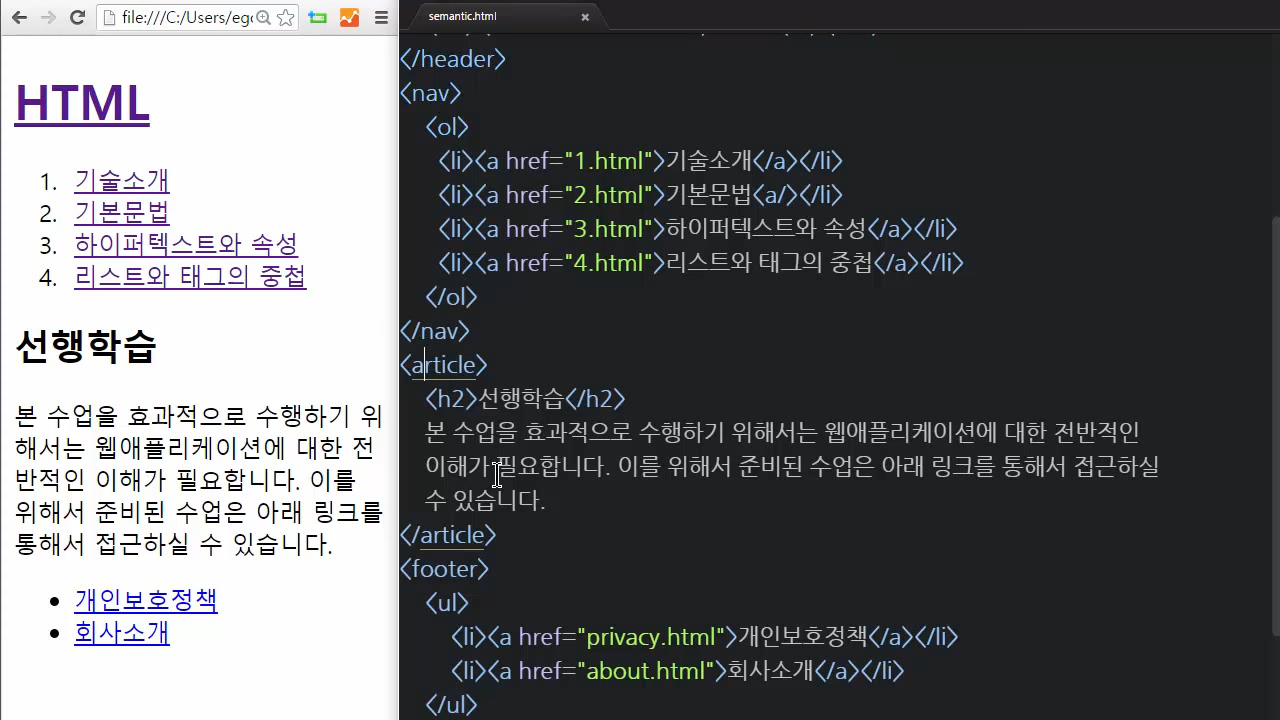 file:///C:/Users/ego
HTML
1. 기술소개
2. 기본문법
3. 하이퍼텍스트와 속성
4. 리스트와 태그의 중첩
선행학습
본 수업을 효과적으로 수행하기 위
해서는 웹애플리케이션에 대한 전
반적인 이해가 필요합니다. 이를
위해서 준비된 수업은 아래 링크를
통해서 접근하실 수 있습니다.
• 개인보호정책
• 회사소개
semantic.html
</header>
<nav>
<ol>
<li><a href="1.html">기술소개</a></li>
<li><a href="2.html">기본문법<a/></li>
<li><a href="3.html">하이퍼텍스트와 속성</a></li>
<li><a href="4.html">리스트와 태그의 중첩</a></li>
</ol>
</nav>
<article>
<h2>선행학습</h2>
본 수업을 효과적으로 수행하기 위해서는 웹애플리케이션에 대한 전반적인
이해가 필요합니다. 이를 위해서 준비된 수업은 아래 링크를 통해서 접근하실
수 있습니다.
</article>
<footer>
<ul>
<li><a href="privacy.html">개인보호정책</a></li>
<li><a href="about.html">회사소개</a></li>
</ul>